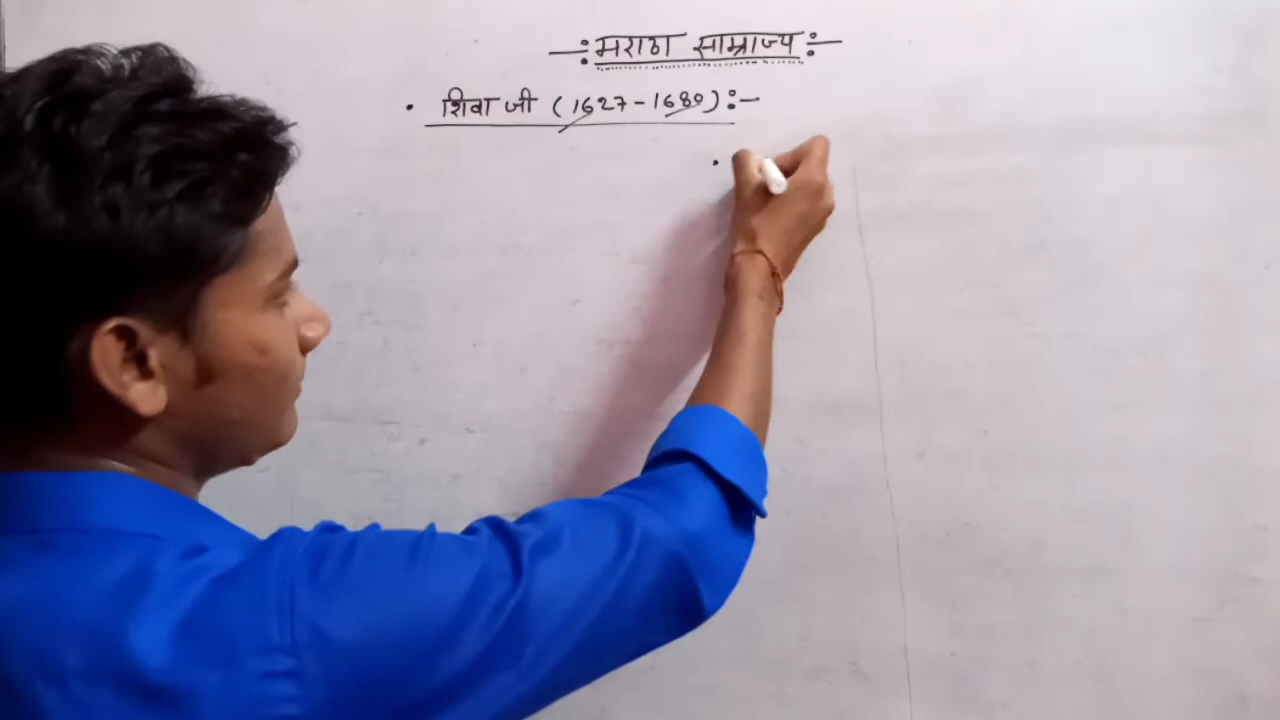 —: मराठा साम्राज्य :—
• शिवा जी (1627-1680) :-
•